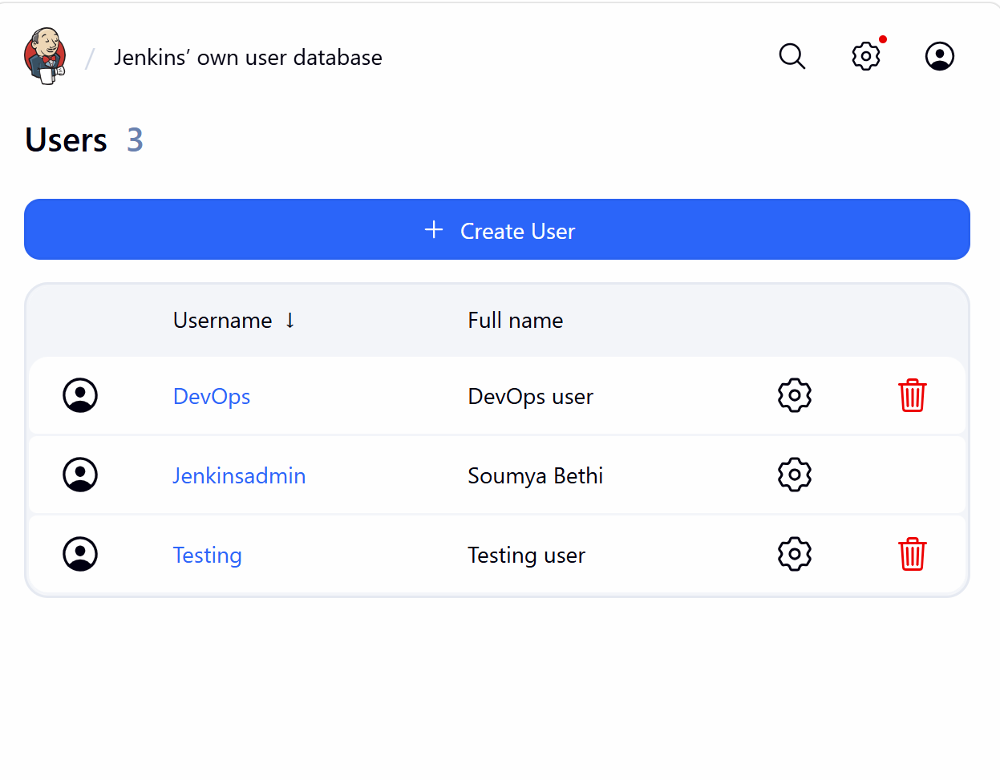 / Jenkins’ own user database
Users 3
+ Create User
Username ↓ Full name
DevOps DevOps user
Jenkinsadmin Soumya Bethi
Testing Testing user